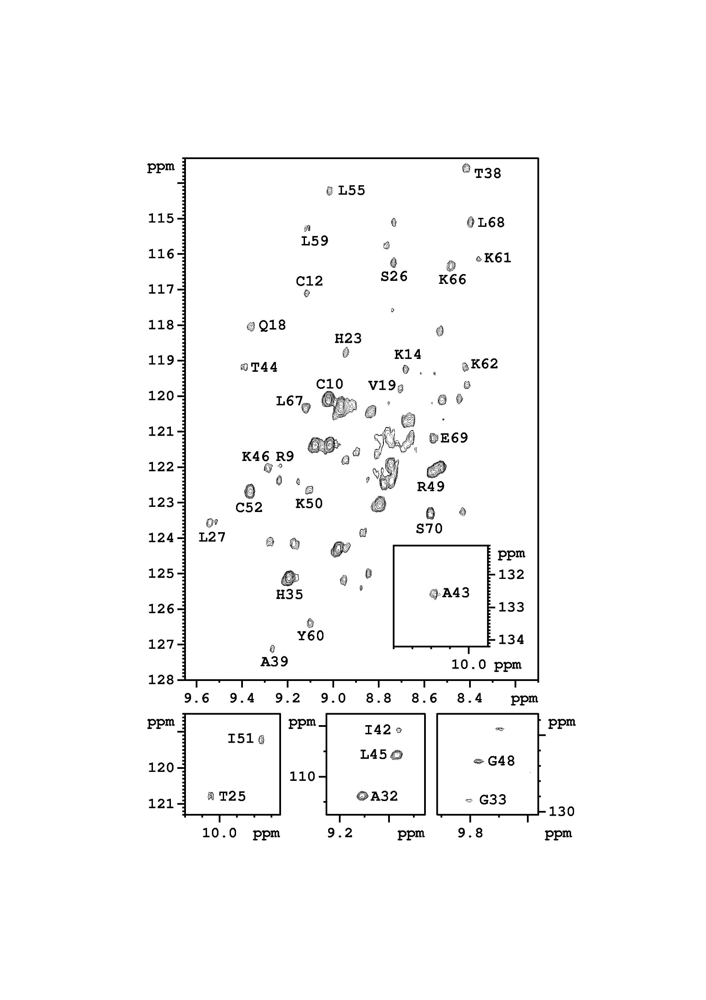 ppm
T38
L55
115
L68
L59
116
K61
S26
K66
C12
117
118
Q18
H23
K14
119
T44
K62
C10
V19
120
L67
121
E69
K46 R9
122
R49
123
K50
C52
S70
L27
124
ppm
125
132
H35
A43
126
133
Y60
127
134
A39
10.0 ppm
128
9.6 9.4 9.2 9.0 8.8 8.6 8.4 ppm
ppm
I51
120
T25
121
10.0 ppm
ppm
I42
L45
110
A32
9.2 ppm
ppm
G48
G33
130
9.8 ppm